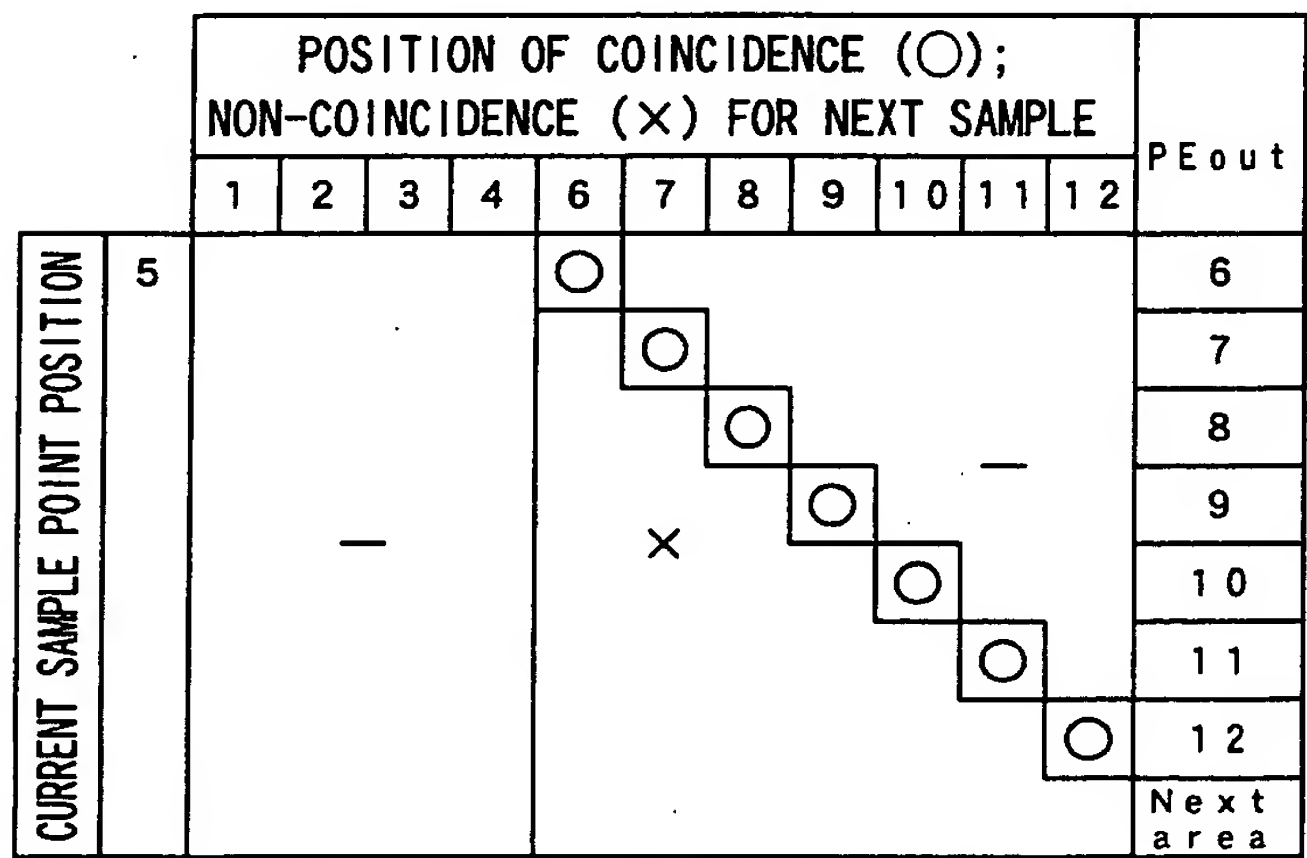 POSITION OF COINCIDENCE (○);
NON-COINCIDENCE (×) FOR NEXT SAMPLE
PEout
1 2 3 4 6 7 8 9 10 11 12
CURRENT SAMPLE POINT POSITION
5
○ 6
○ 7
○ 8
— 
○ 9
— ×
○ 10
○ 11
○ 12
Next
area